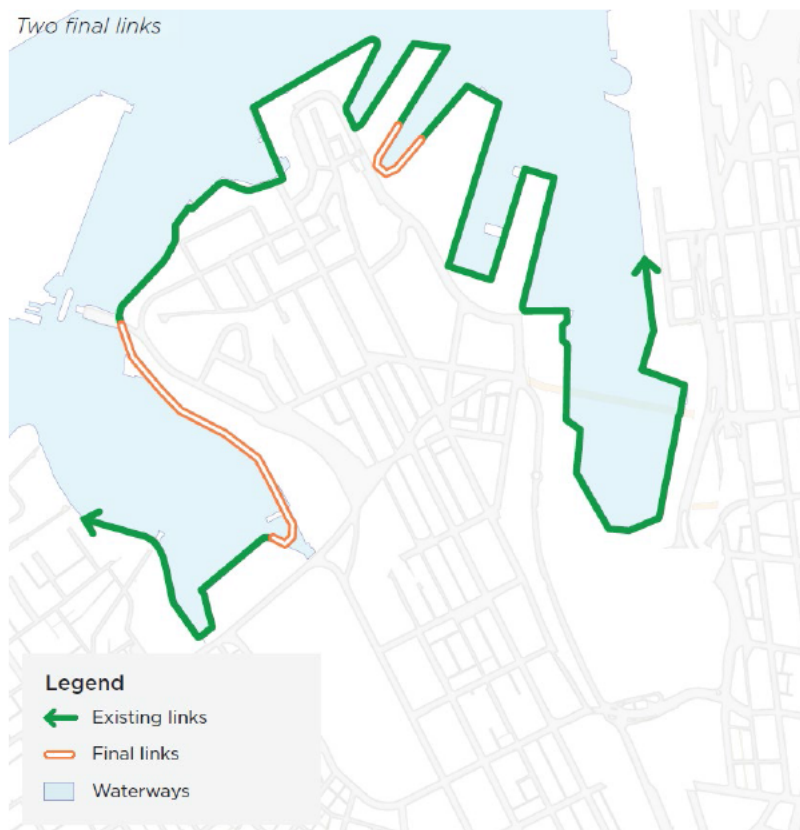 Two final links
Legend
Existing links
Final links
Waterways